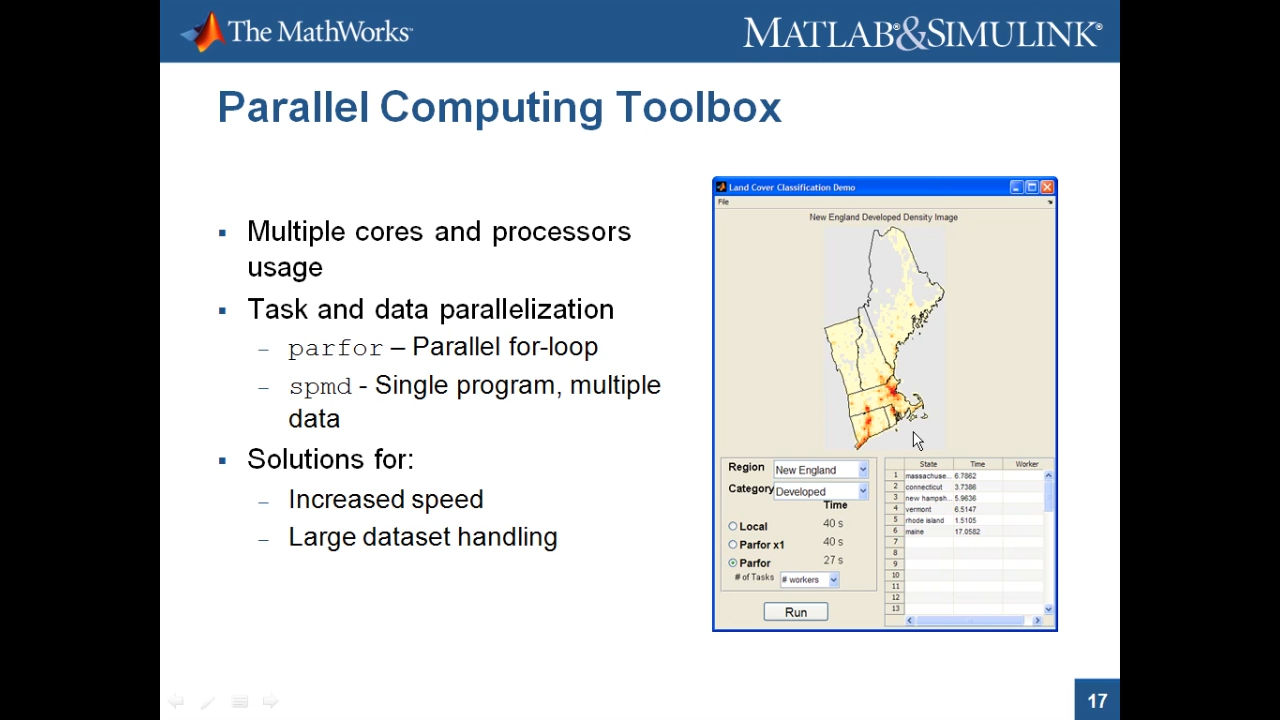 The MathWorks™
MATLAB®&SIMULINK®
Parallel Computing Toolbox
▪ Multiple cores and processors
usage
▪ Task and data parallelization
– parfor – Parallel for-loop
– spmd - Single program, multiple
data
▪ Solutions for:
– Increased speed
– Large dataset handling
Land Cover Classification Demo
File
New England Developed Density Image
Region New England
Category Developed
Time
Local 40 s
Parfor x1 40 s
Parfor 27 s
# of Tasks # workers
Run
State Time Worker
1 massachuse... 6.7862
2 connecticut 3.7386
3 new hampsh... 5.9636
4 vermont 6.5147
5 rhode island 1.5105
6 maine 17.0582
7
8
9
10
11
12
13
17